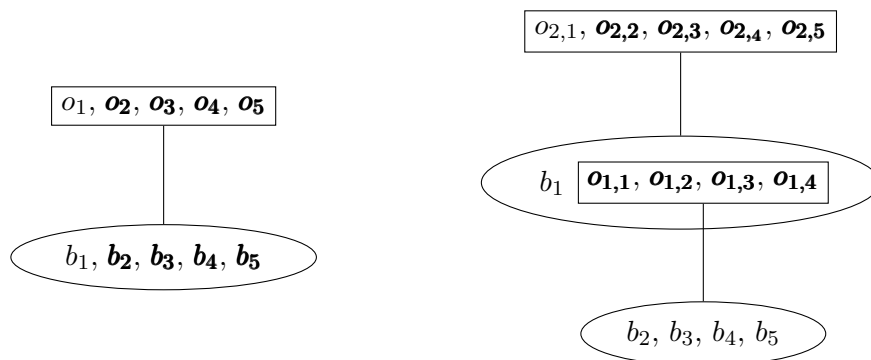 o2,1, o2,2, o2,3, o2,4, o2,5
o1, o2, o3, o4, o5
b1 o1,1, o1,2, o1,3, o1,4
b1, b2, b3, b4, b5
b2, b3, b4, b5